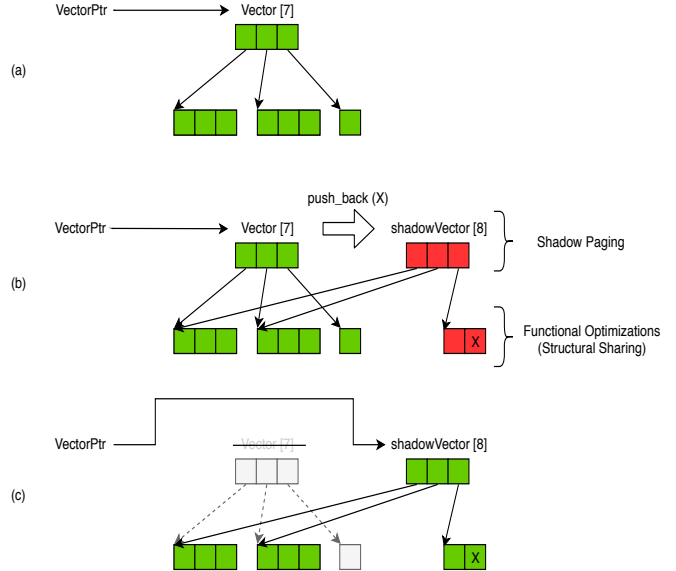 VectorPtr
Vector [7]
(a)
push_back (X)
VectorPtr
Vector [7]
shadowVector [8]
Shadow Paging
(b)
X
Functional Optimizations
(Structural Sharing)
VectorPtr
Vector [7]
shadowVector [8]
(c)
X